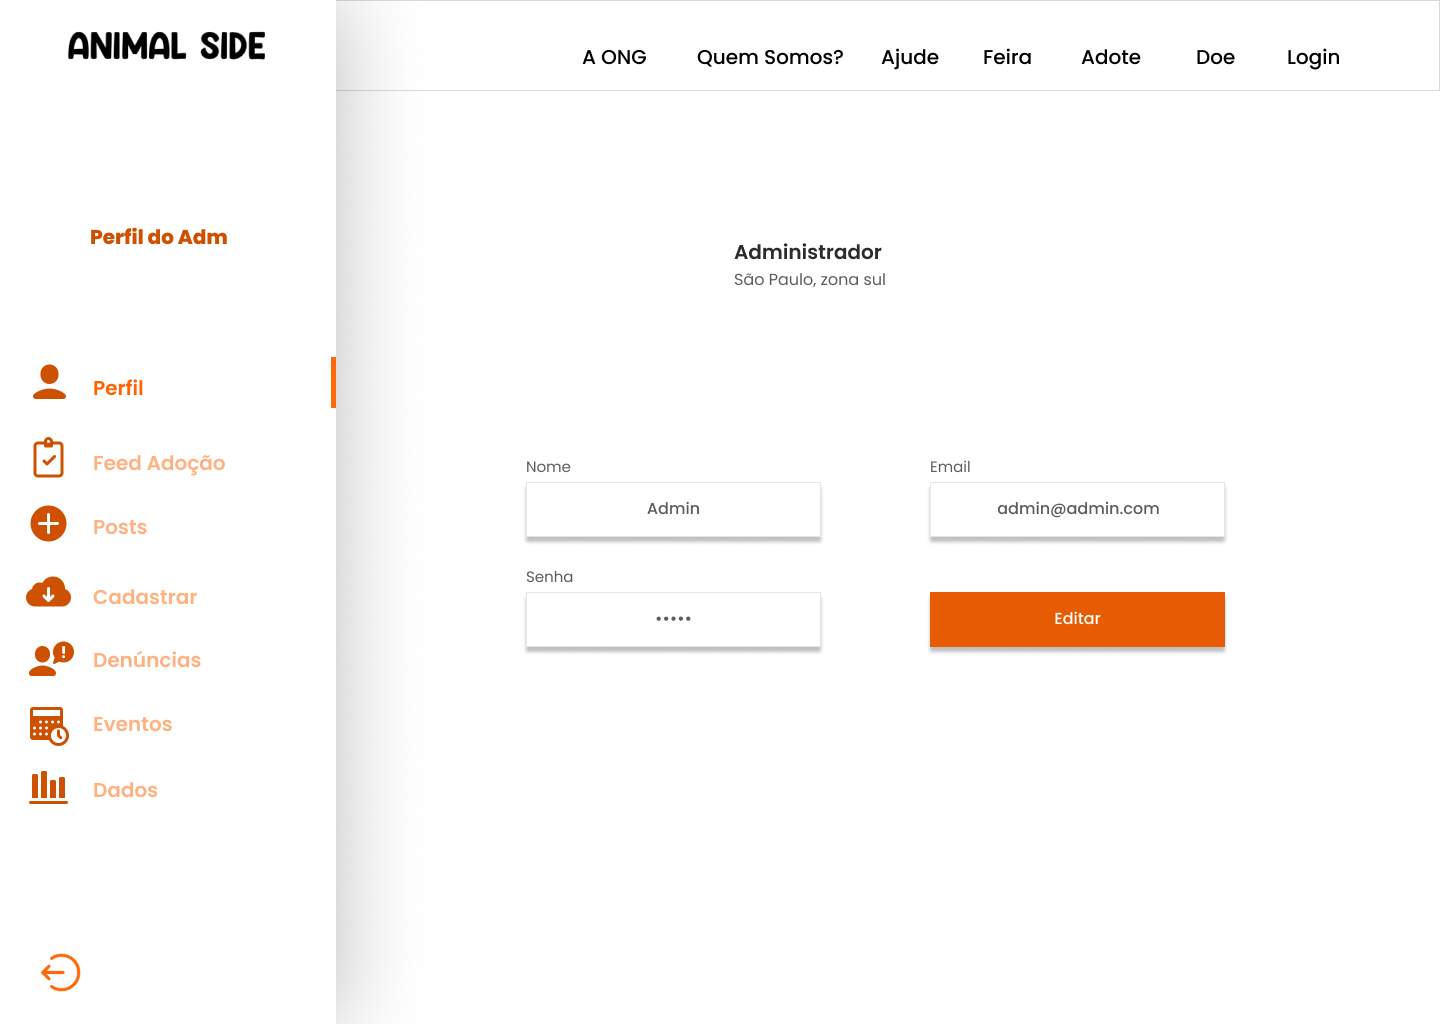 ANIMAL SIDE
A ONG Quem Somos? Ajude Feira Adote Doe Login
Perfil do Adm
Administrador
São Paulo, zona sul
Perfil
Feed Adoção
Posts
Cadastrar
Denúncias
Eventos
Dados
Nome
Admin
Email
admin@admin.com
Senha
•••••
Editar